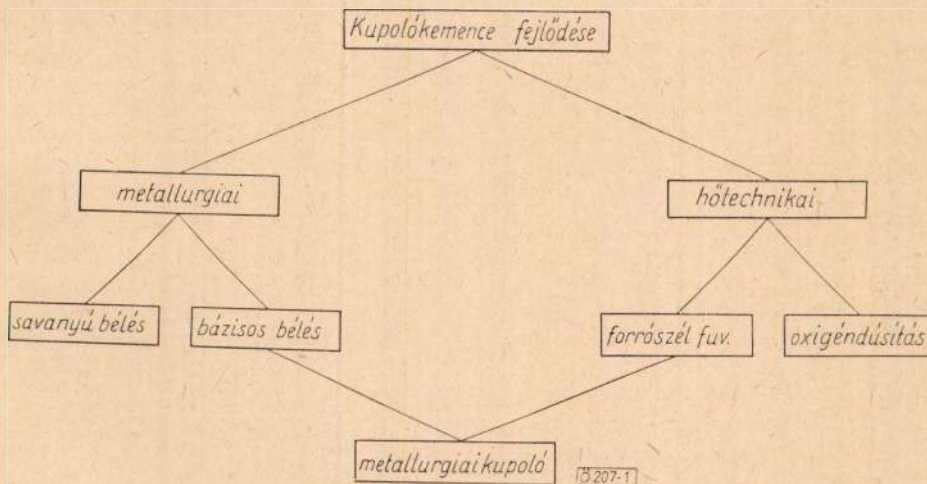 Kupolókemence fejlődése
metallurgiai
hőtechnikai
savanyú bélés
bázisos bélés
forrószél fuv.
oxigéndúsítás
metallurgiai kupoló
Ö 207-1